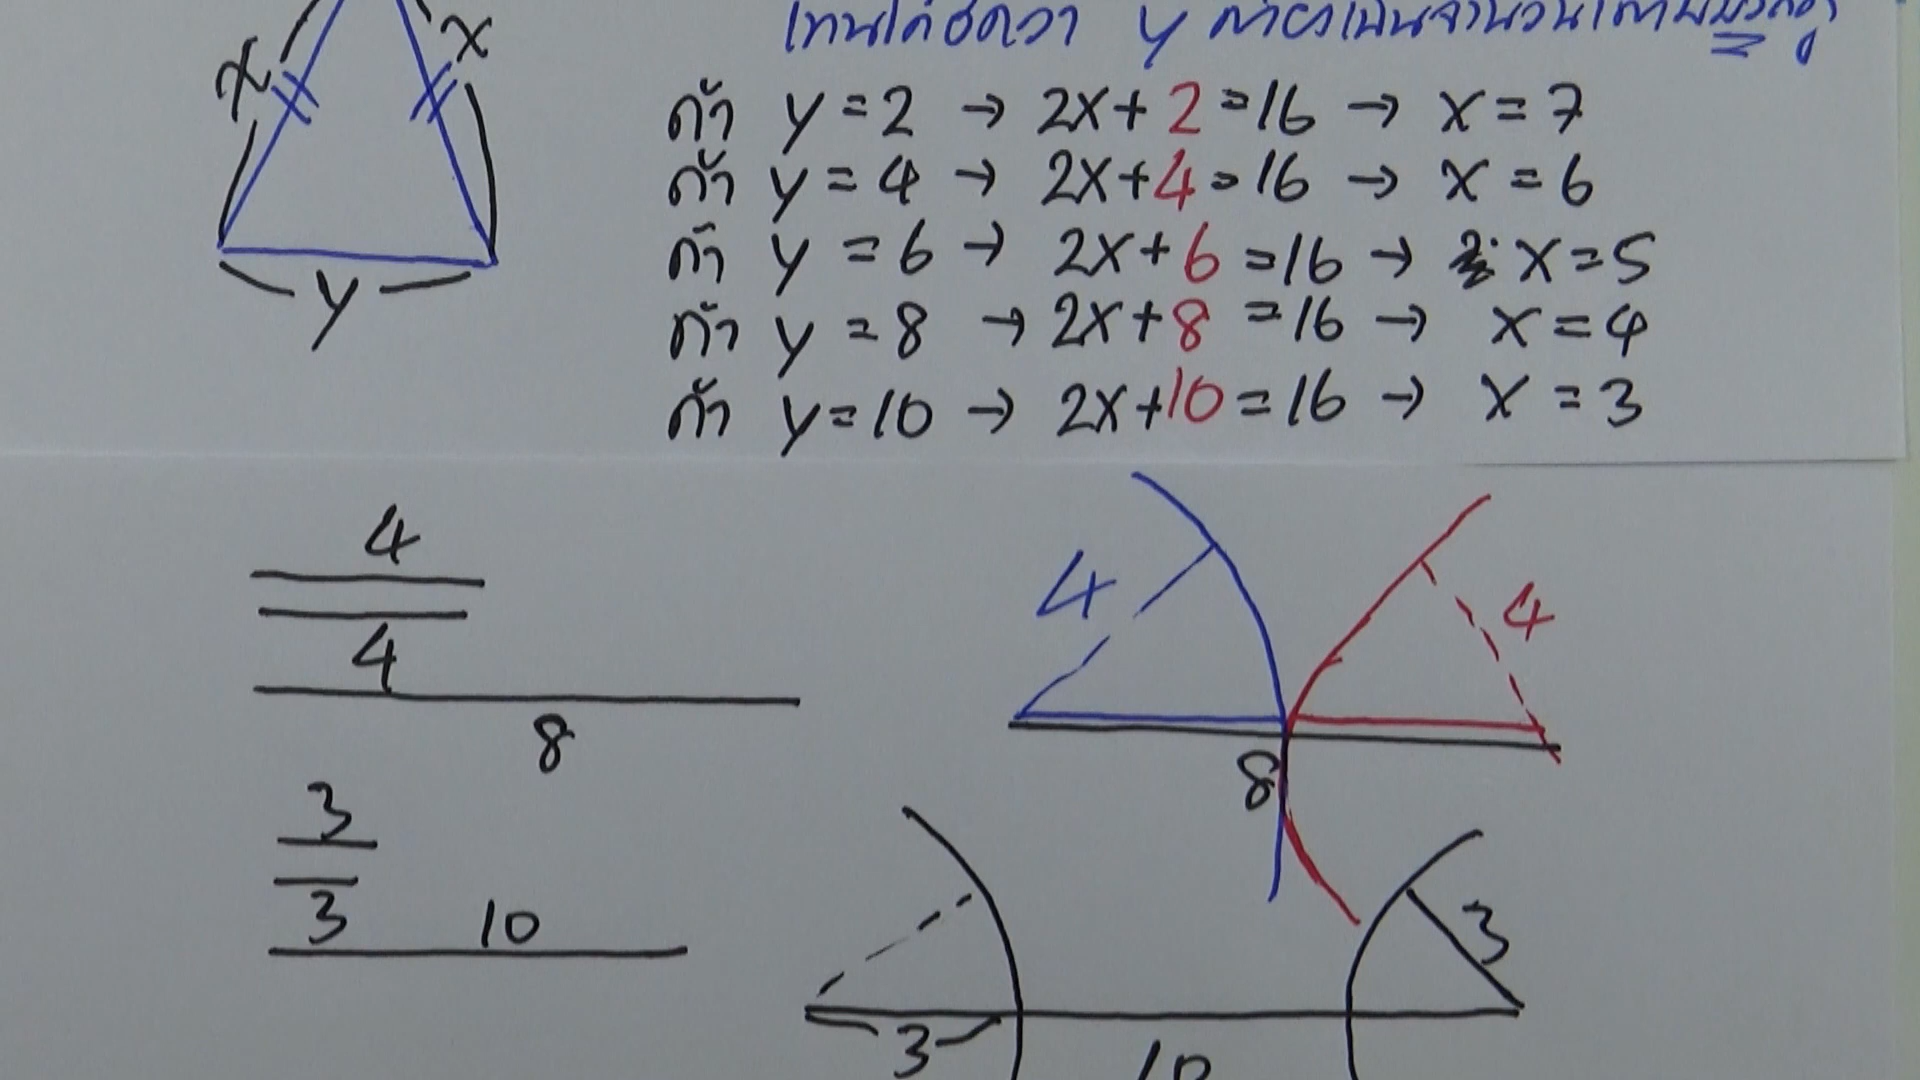 x x
y
y
ถ้า y = 2 → 2x + 2 = 16 → x = 7
ถ้า y = 4 → 2x + 4 = 16 → x = 6
ถ้า y = 6 → 2x + 6 = 16 → x = 5
ถ้า y = 8 → 2x + 8 = 16 → x = 4
ถ้า y = 10 → 2x + 10 = 16 → x = 3
4
4
8
3
3 10
4 4
8
3
3 10